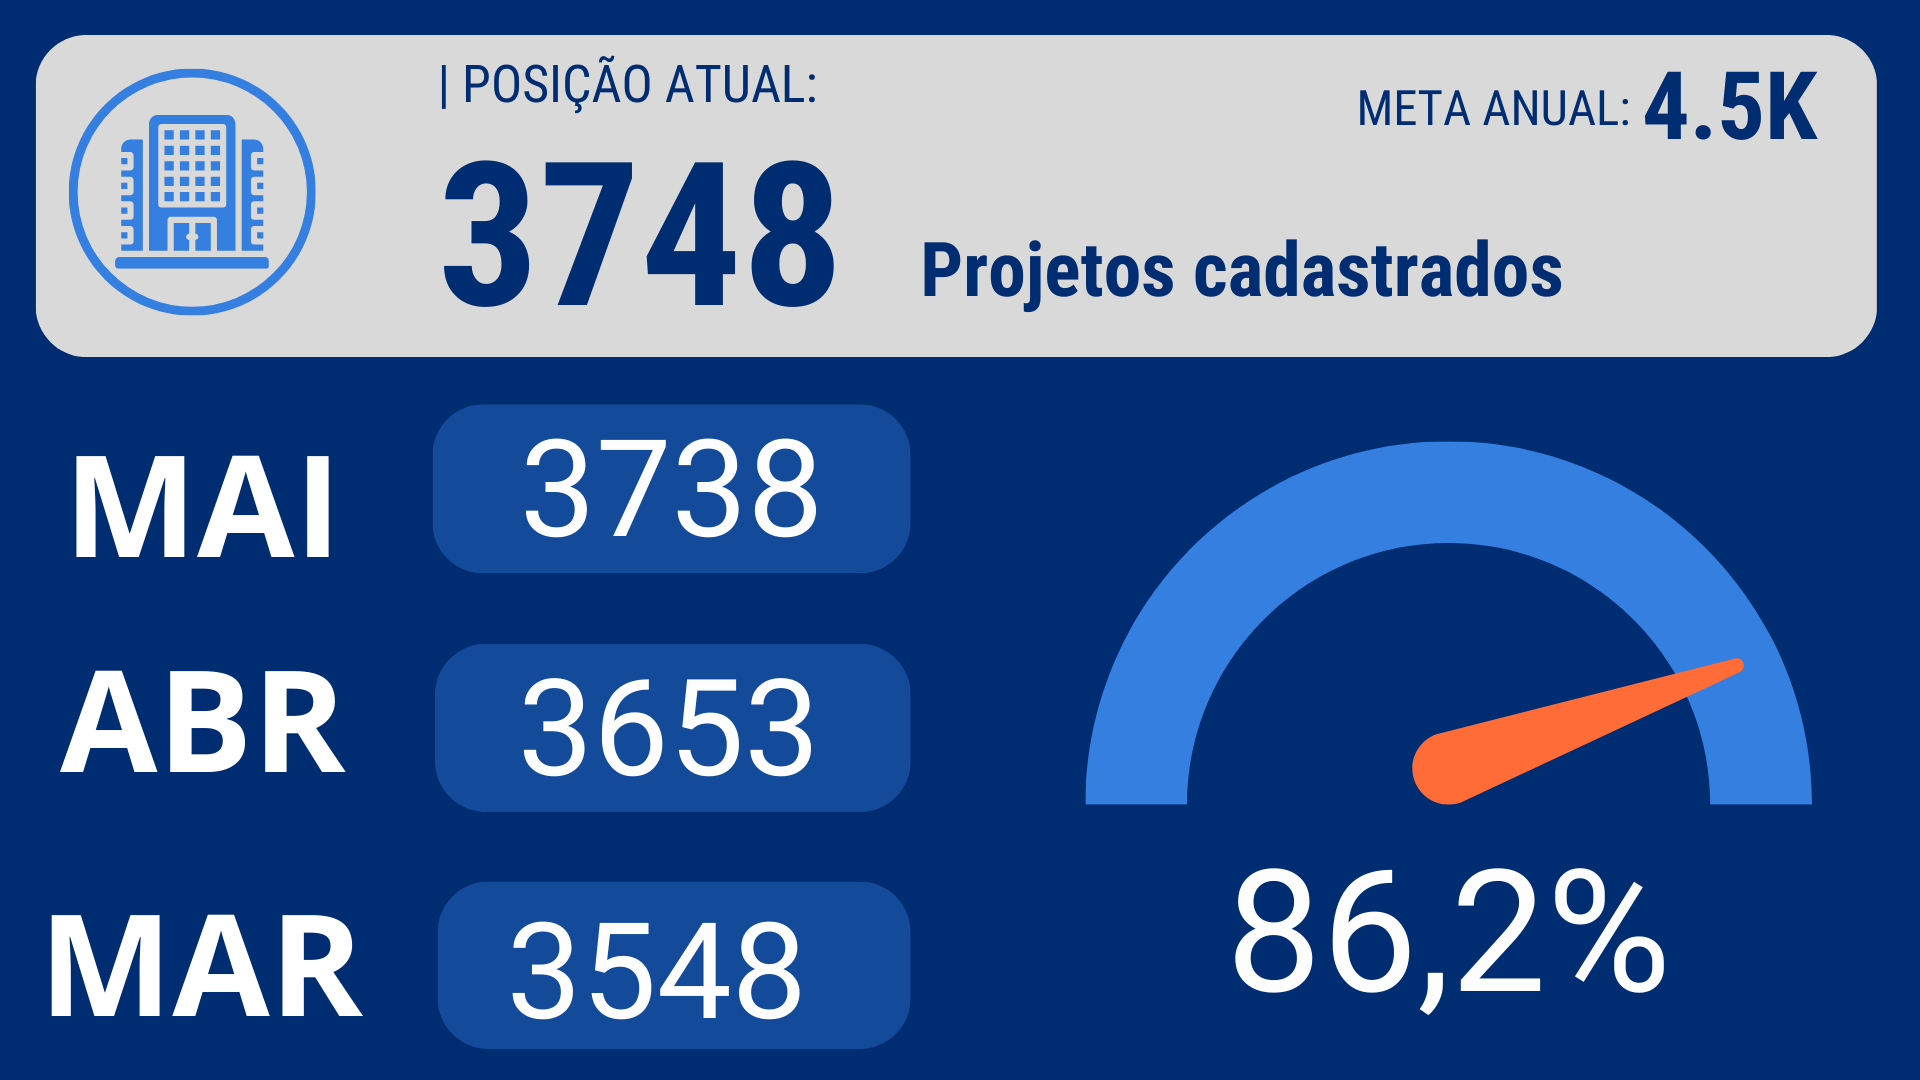 | POSIÇÃO ATUAL:
META ANUAL: 4.5K
3748
Projetos cadastrados
MAI 3738
ABR 3653
MAR 3548
86,2%